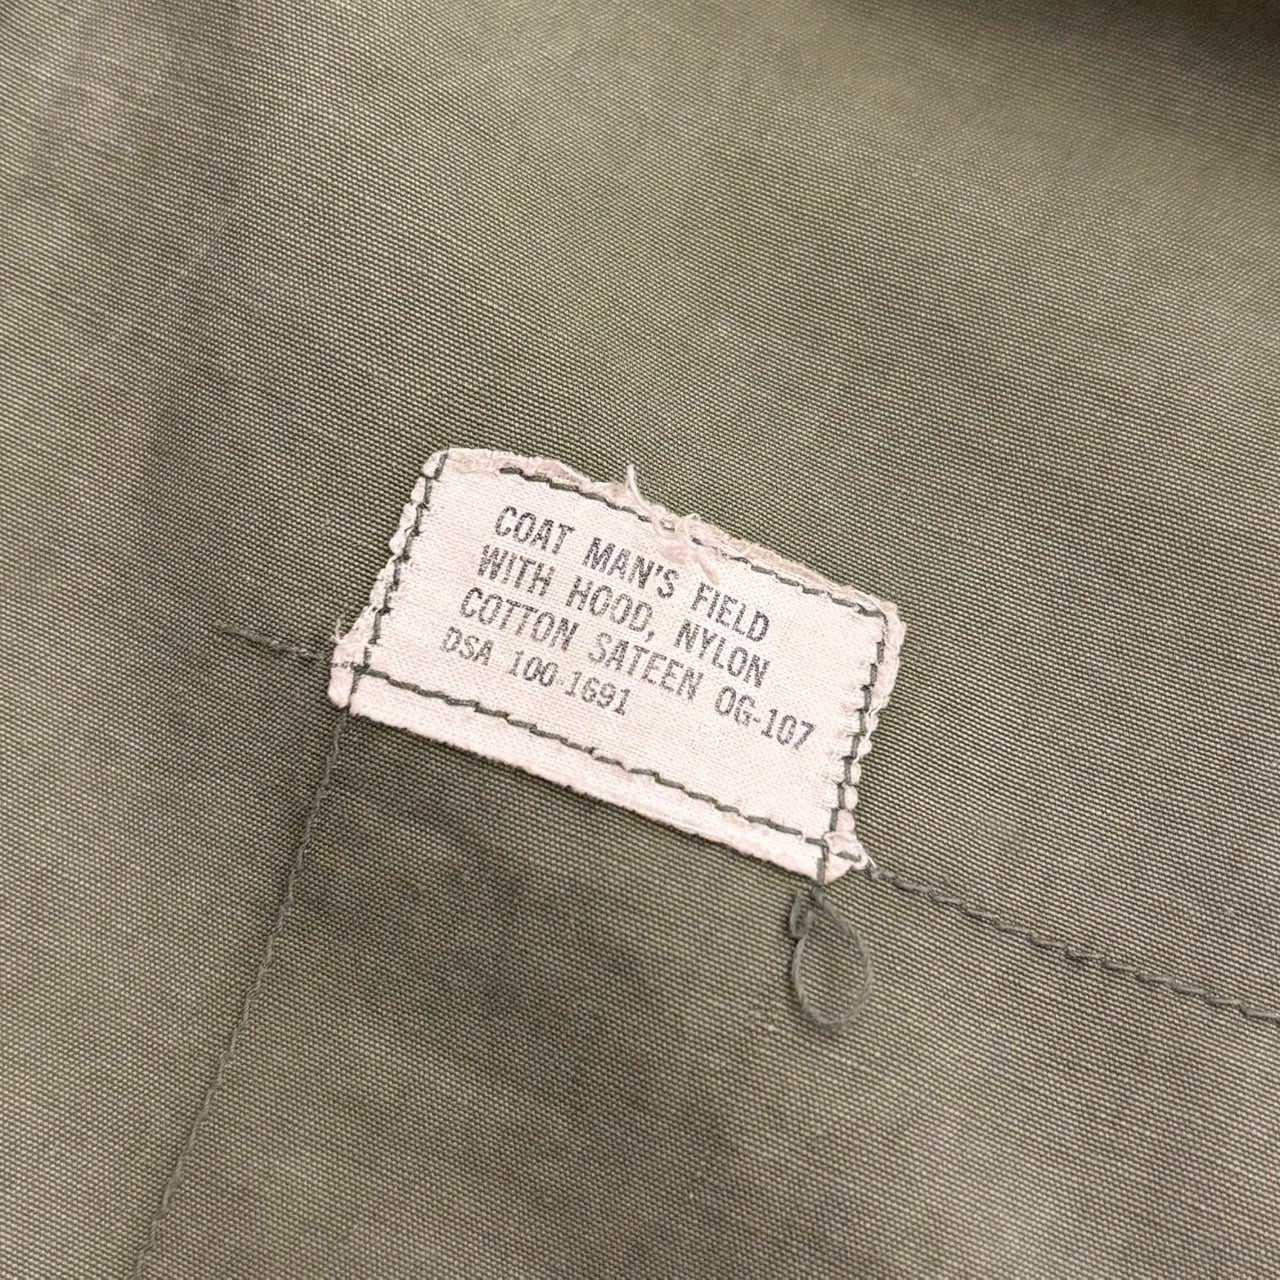 COAT MAN'S FIELD
WITH HOOD, NYLON
COTTON SATEEN OG-107
DSA 100-1691